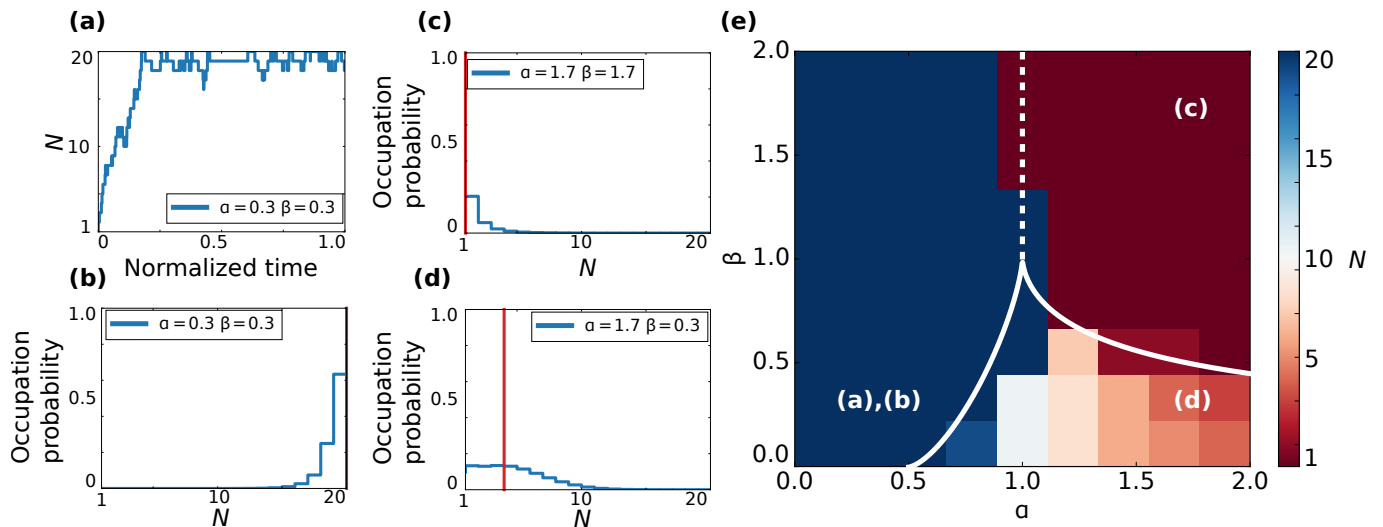 (a)
20
10
1
N
0
0.5
1.0
Normalized time
α = 0.3 β = 0.3
(b)
1.0
0.5
0
Occupation
probability
1
10
20
N
α = 0.3 β = 0.3
(c)
1.0
0.5
0
Occupation
probability
1
10
20
N
α = 1.7 β = 1.7
(d)
1.0
0.5
0
Occupation
probability
1
10
20
N
α = 1.7 β = 0.3
(e)
2.0
1.5
1.0
0.5
0.0
β
0.0
0.5
1.0
1.5
2.0
α
(c)
(a),(b)
(d)
20
15
10
5
1
N